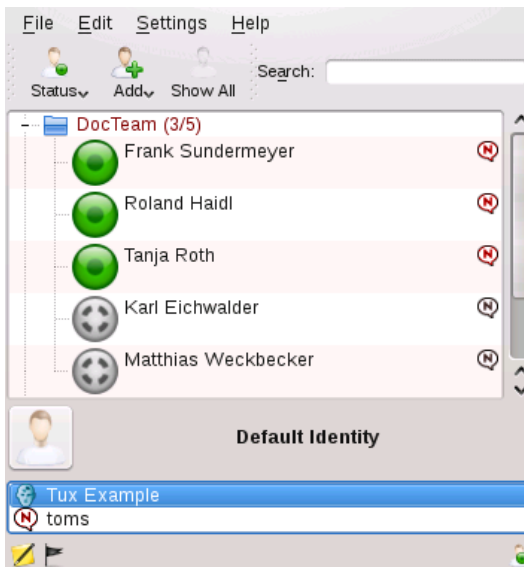 File Edit Settings Help
Status Add Show All Search:
DocTeam (3/5)
Frank Sundermeyer
Roland Haidl
Tanja Roth
Karl Eichwalder
Matthias Weckbecker
Default Identity
Tux Example
toms